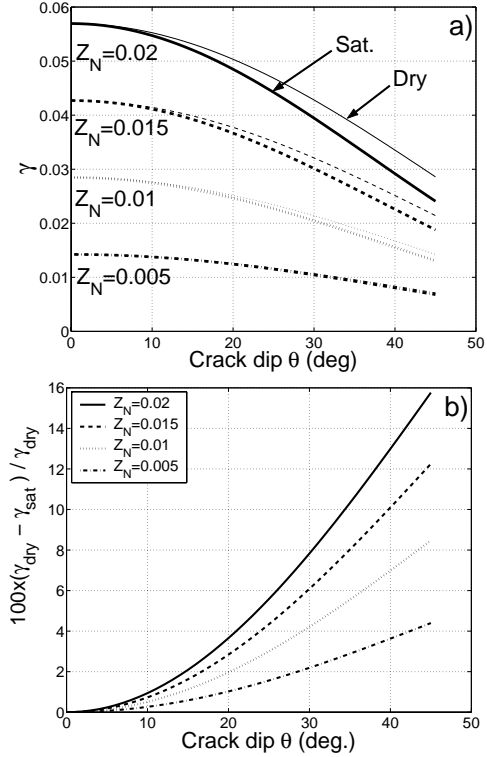 a)
0.06
0.05
0.04
0.03
0.02
0.01
0
γ
Z_N=0.02
Sat.
Dry
Z_N=0.015
Z_N=0.01
Z_N=0.005
0 10 20 30 40 50
Crack dip θ (deg)
b)
16
14
12
10
8
6
4
2
0
100x(γ_dry − γ_sat ) / γ_dry
Z_N=0.02
Z_N=0.015
Z_N=0.01
Z_N=0.005
0 10 20 30 40 50
Crack dip θ (deg.)